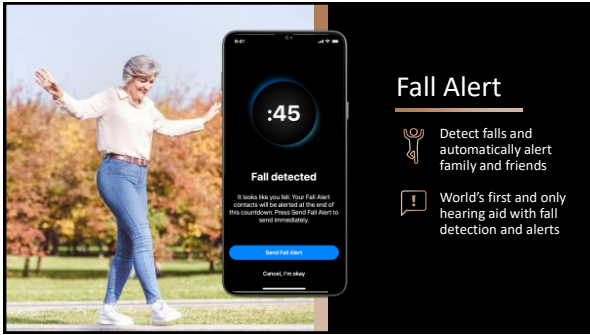 9:41
:45
Fall detected
It looks like you fell. Your Fall Alert
contacts will be alerted at the end of
this countdown. Press Send Fall Alert to
send immediately.
Send Fall Alert
Cancel, I'm okay
Fall Alert
Detect falls and
automatically alert
family and friends
!
World's first and only
hearing aid with fall
detection and alerts